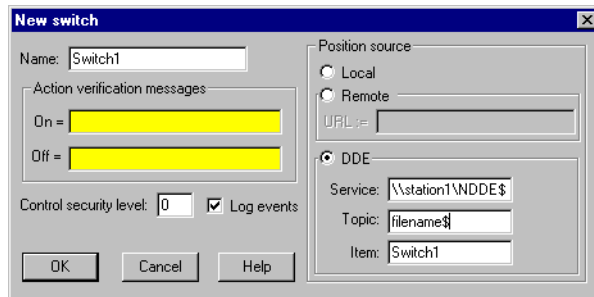 New switch
Name: Switch1
Action verification messages
On =
Off =
Control security level: 0
Log events
OK
Cancel
Help
Position source
Local
Remote
URL :=
DDE
Service: \\station1\NDDE$
Topic: filename$
Item: Switch1